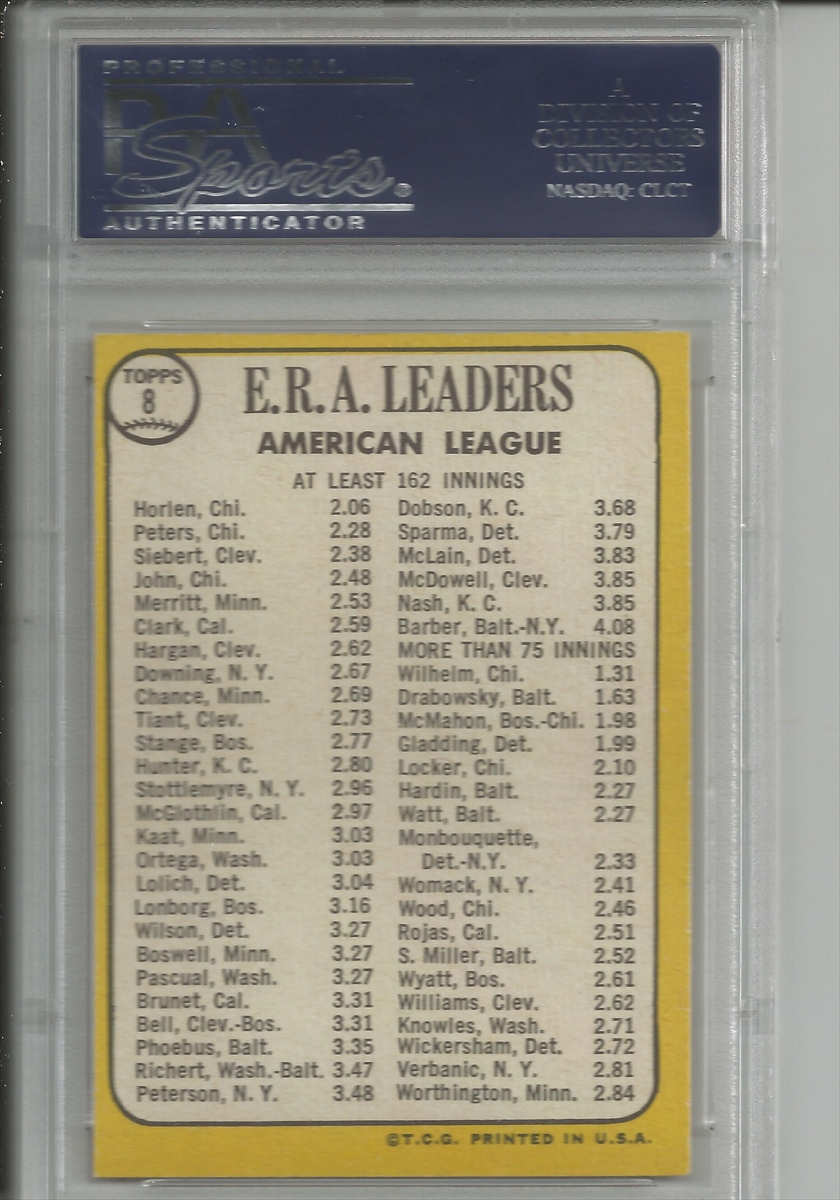 PROFESSIONAL
PSA
Sports®
AUTHENTICATOR
A
DIVISION OF
COLLECTORS
UNIVERSE
NASDAQ: CLCT
TOPPS
8
E.R.A. LEADERS
AMERICAN LEAGUE
AT LEAST 162 INNINGS
Horlen, Chi. 2.06
Peters, Chi. 2.28
Siebert, Clev. 2.38
John, Chi. 2.48
Merritt, Minn. 2.53
Clark, Cal. 2.59
Hargan, Clev. 2.62
Downing, N. Y. 2.67
Chance, Minn. 2.69
Tiant, Clev. 2.73
Stange, Bos. 2.77
Hunter, K. C. 2.80
Stottlemyre, N. Y. 2.96
McGlothlin, Cal. 2.97
Kaat, Minn. 3.03
Ortega, Wash. 3.03
Lolich, Det. 3.04
Lonborg, Bos. 3.16
Wilson, Det. 3.27
Boswell, Minn. 3.27
Pascual, Wash. 3.27
Brunet, Cal. 3.31
Bell, Clev.-Bos. 3.31
Phoebus, Balt. 3.35
Richert, Wash.-Balt. 3.47
Peterson, N. Y. 3.48
Dobson, K. C. 3.68
Sparma, Det. 3.79
McLain, Det. 3.83
McDowell, Clev. 3.85
Nash, K. C. 3.85
Barber, Balt.-N.Y. 4.08
MORE THAN 75 INNINGS
Wilhelm, Chi. 1.31
Drabowsky, Balt. 1.63
McMahon, Bos.-Chi. 1.98
Gladding, Det. 1.99
Locker, Chi. 2.10
Hardin, Balt. 2.27
Watt, Balt. 2.27
Monbouquette,
Det.-N.Y. 2.33
Womack, N. Y. 2.41
Wood, Chi. 2.46
Rojas, Cal. 2.51
S. Miller, Balt. 2.52
Wyatt, Bos. 2.61
Williams, Clev. 2.62
Knowles, Wash. 2.71
Wickersham, Det. 2.72
Verbanic, N. Y. 2.81
Worthington, Minn. 2.84
©T.C.G. PRINTED IN U.S.A.